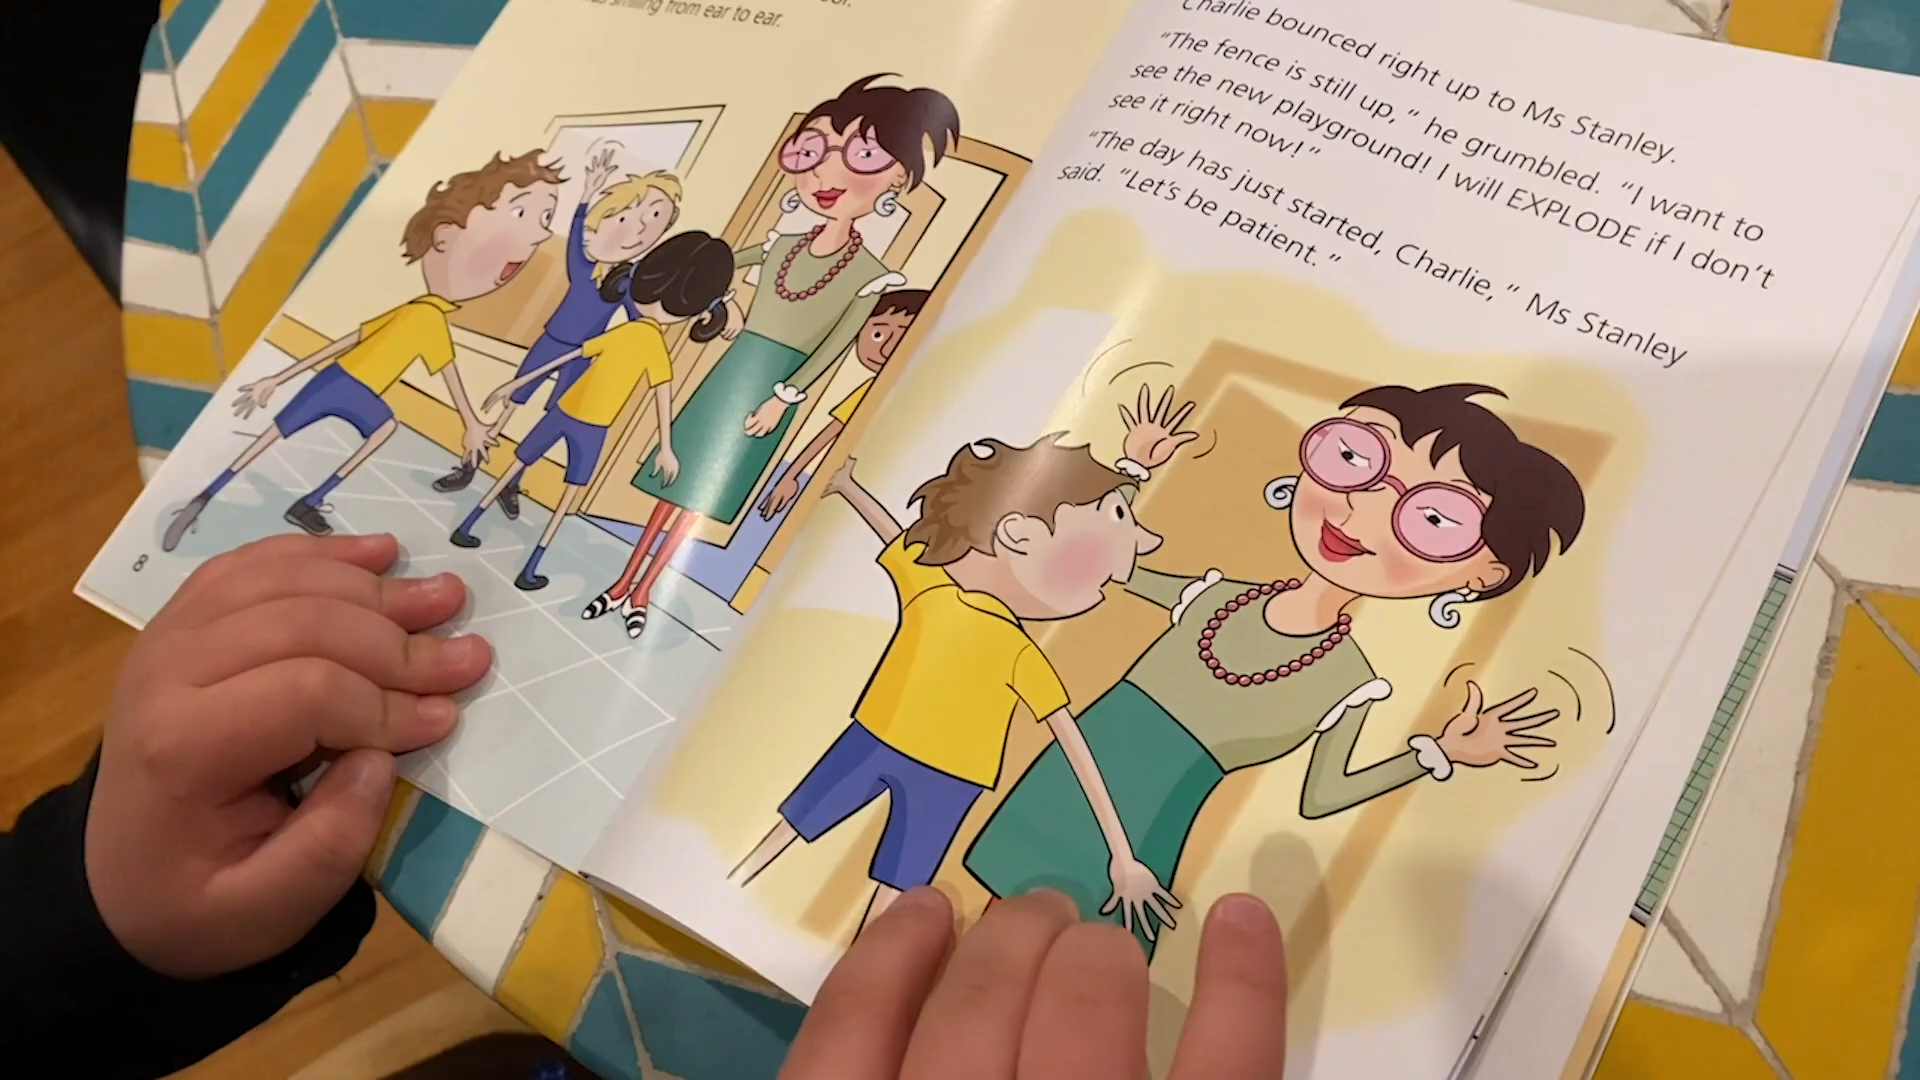 smiling from ear to ear.
8
Charlie bounced right up to Ms Stanley.
“The fence is still up,” he grumbled. “I want to
see the new playground! I will EXPLODE if I don’t
see it right now!”
“The day has just started, Charlie,” Ms Stanley
said. “Let’s be patient.”